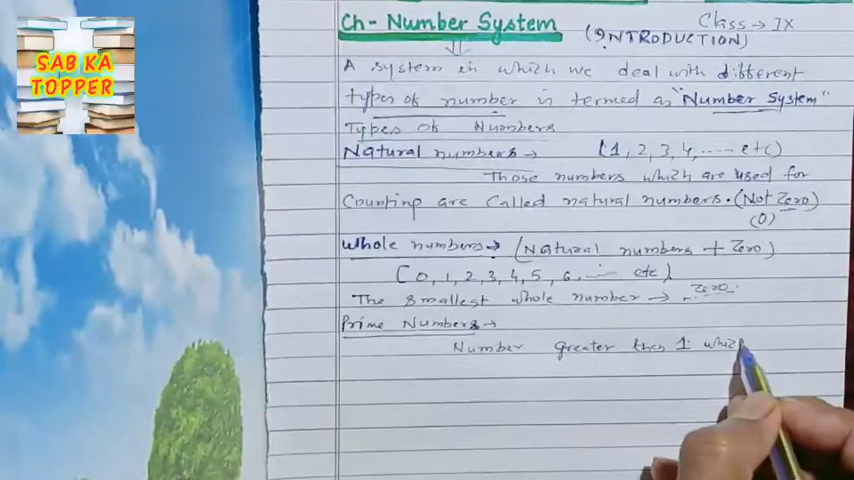 SAB KA
TOPPER
Ch- Number System
(INTRODUCTION)
Class → IX
A system in which we deal with different
types of number is termed as "Number System"
Types of Numbers
Natural numbers → (1, 2, 3, 4, ..... etc)
Those numbers which are used for
Counting are called natural numbers. (Not Zero)
(0)
Whole numbers → (Natural numbers + Zero)
(0, 1, 2, 3, 4, 5, 6, ..... etc)
The smallest whole number → Zero.
Prime Numbers →
Number greater then 1 which